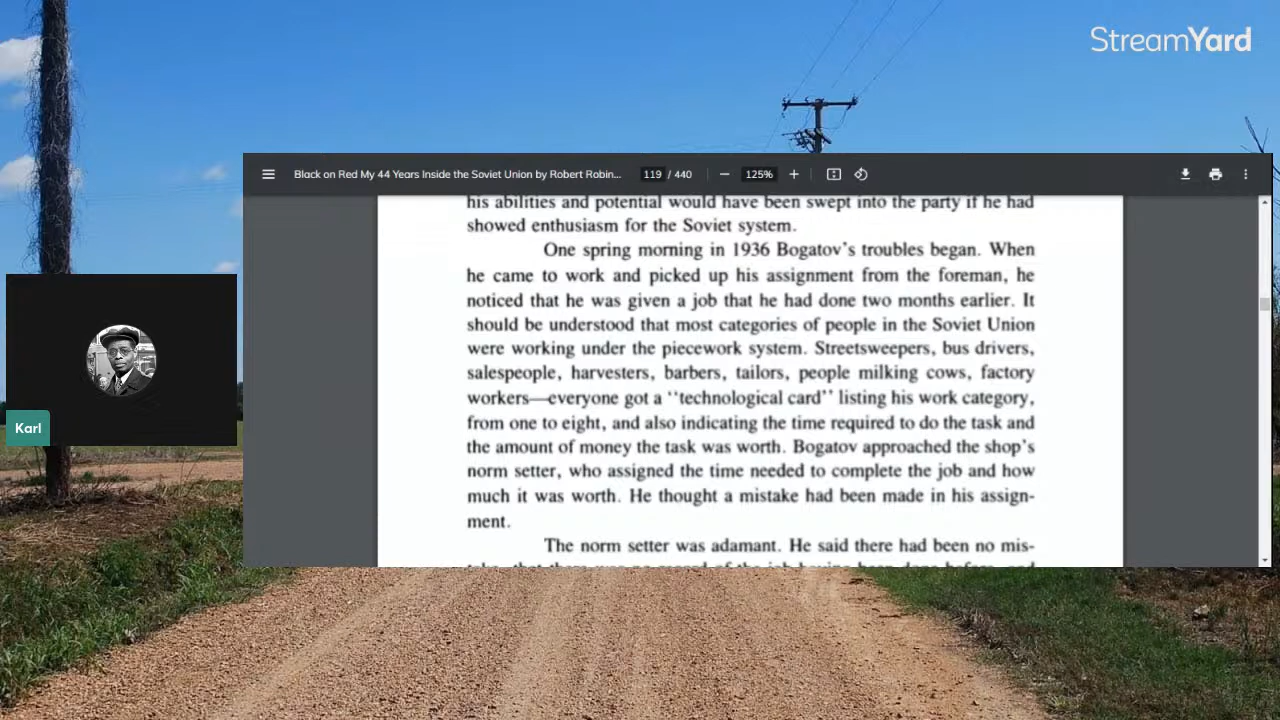 StreamYard
Black on Red My 44 Years Inside the Soviet Union by Robert Robin...
119 / 440
125%
his abilities and potential would have been swept into the party if he had
showed enthusiasm for the Soviet system.
One spring morning in 1936 Bogatov's troubles began. When
he came to work and picked up his assignment from the foreman, he
noticed that he was given a job that he had done two months earlier. It
should be understood that most categories of people in the Soviet Union
were working under the piecework system. Streetsweepers, bus drivers,
salespeople, harvesters, barbers, tailors, people milking cows, factory
workers—everyone got a ‘‘technological card’’ listing his work category,
from one to eight, and also indicating the time required to do the task and
the amount of money the task was worth. Bogatov approached the shop's
norm setter, who assigned the time needed to complete the job and how
much it was worth. He thought a mistake had been made in his assign-
ment.
The norm setter was adamant. He said there had been no mis-
Karl